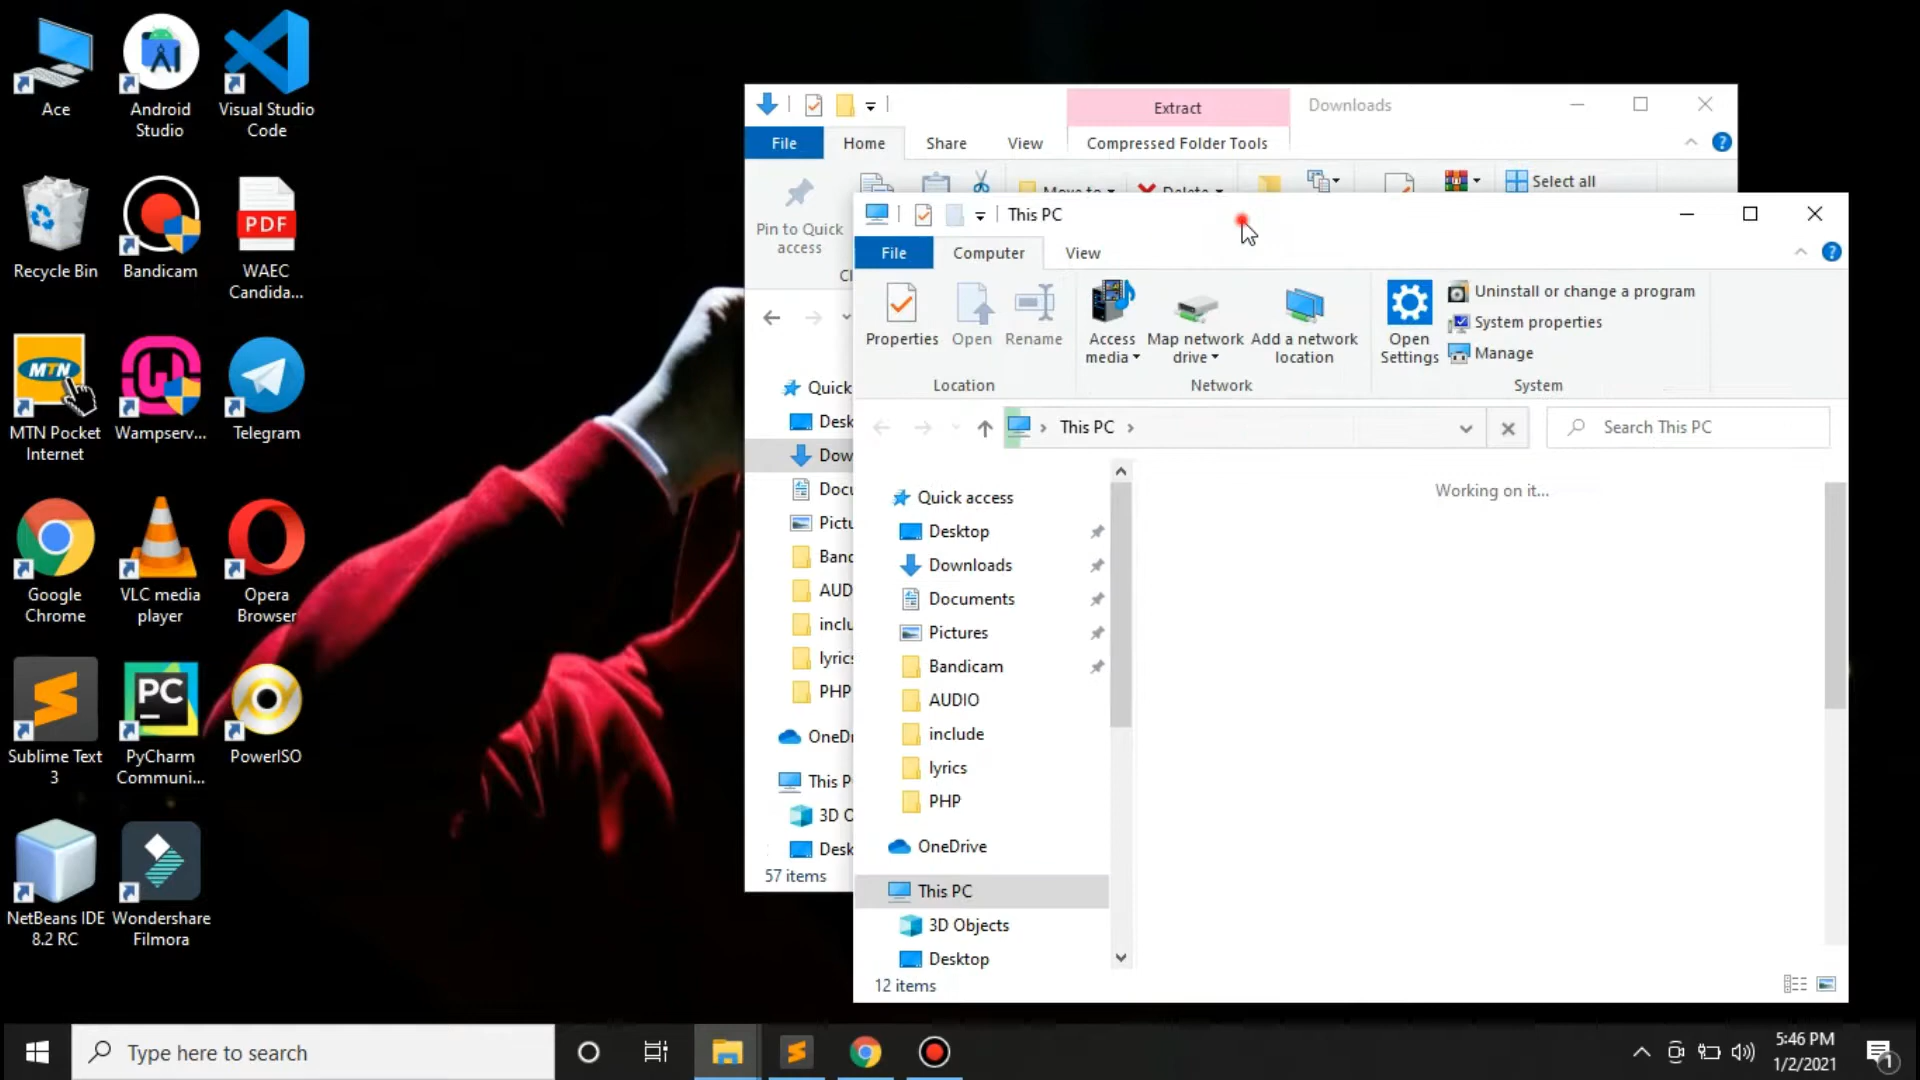 Ace
Android
Studio
Visual Studio
Code
Recycle Bin
Bandicam
PDF
WAEC
Candida...
MTN
MTN Pocket
Internet
Wampserv...
Telegram
Google
Chrome
VLC media
player
Opera
Browser
Sublime Text
3
PC
PyCharm
Communi...
PowerISO
NetBeans IDE
8.2 RC
Wondershare
Filmora
Extract
Downloads
File
Home
Share
View
Compressed Folder Tools
Pin to Quick
access
Move to
Delete
Select all
Cl
Quick
Desk
Dow
Docu
Pictu
Band
AUD
inclu
lyrics
PHP
OneDr
This P
3D O
Desk
57 items
This PC
File
Computer
View
Properties
Open
Rename
Location
Access
media
Map network
drive
Add a network
location
Network
Open
Settings
Uninstall or change a program
System properties
Manage
System
This PC
Search This PC
Working on it...
Quick access
Desktop
Downloads
Documents
Pictures
Bandicam
AUDIO
include
lyrics
PHP
OneDrive
This PC
3D Objects
Desktop
12 items
Type here to search
5:46 PM
1/2/2021
1